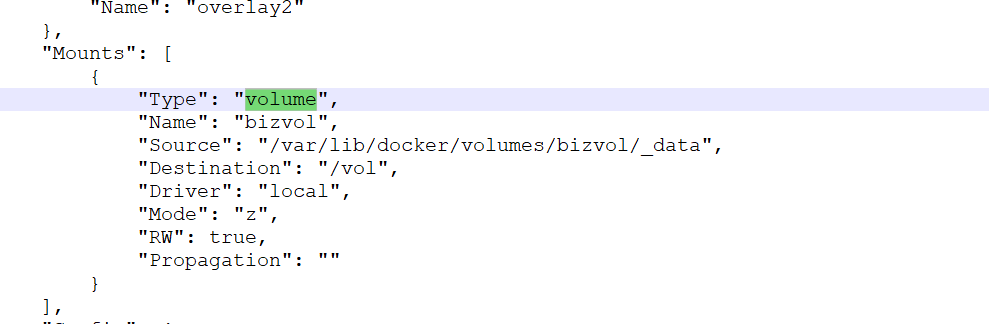 "Name": "overlay2"
},
"Mounts": [
{
"Type": "volume",
"Name": "bizvol",
"Source": "/var/lib/docker/volumes/bizvol/_data",
"Destination": "/vol",
"Driver": "local",
"Mode": "z",
"RW": true,
"Propagation": ""
}
],